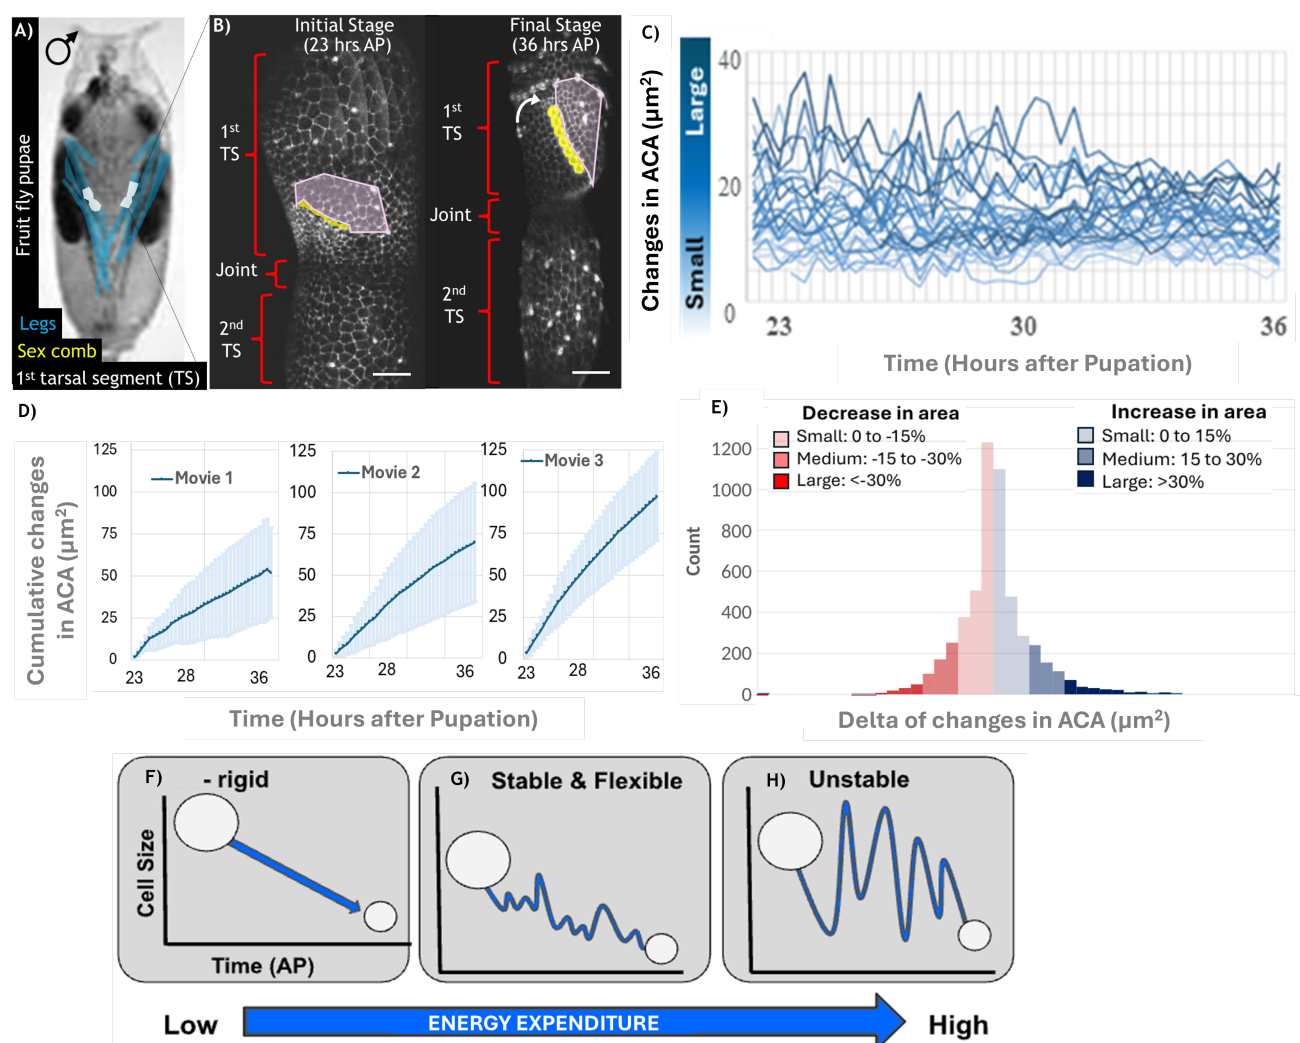 A)
Fruit fly pupae
Legs
Sex comb
1st tarsal segment (TS)
B)
Initial Stage
(23 hrs AP)
1st
TS
Joint
2nd
TS
Final Stage
(36 hrs AP)
1st
TS
Joint
2nd
TS
C)
Changes in ACA (µm²)
Large
Small
40
20
0
23
30
36
Time (Hours after Pupation)
D)
Cumulative changes
in ACA (µm²)
125
100
75
50
25
0
Movie 1
23
28
36
125
100
75
50
25
0
Movie 2
23
28
36
125
100
75
50
25
0
Movie 3
23
28
36
Time (Hours after Pupation)
E)
Decrease in area
Small: 0 to -15%
Medium: -15 to -30%
Large: <-30%
Increase in area
Small: 0 to 15%
Medium: 15 to 30%
Large: >30%
Count
1200
1000
800
600
400
200
0
Delta of changes in ACA (µm²)
F)
- rigid
Cell Size
Time (AP)
G)
Stable & Flexible
H)
Unstable
Low
ENERGY EXPENDITURE
High